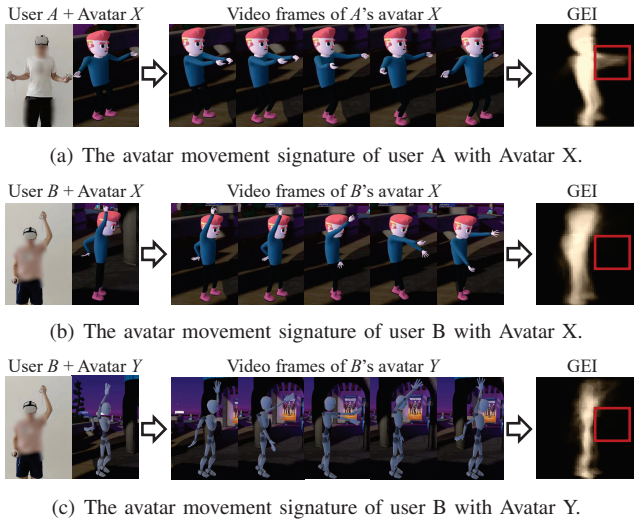 User A + Avatar X Video frames of A's avatar X GEI
(a) The avatar movement signature of user A with Avatar X.
User B + Avatar X Video frames of B's avatar X GEI
(b) The avatar movement signature of user B with Avatar X.
User B + Avatar Y Video frames of B's avatar Y GEI
(c) The avatar movement signature of user B with Avatar Y.